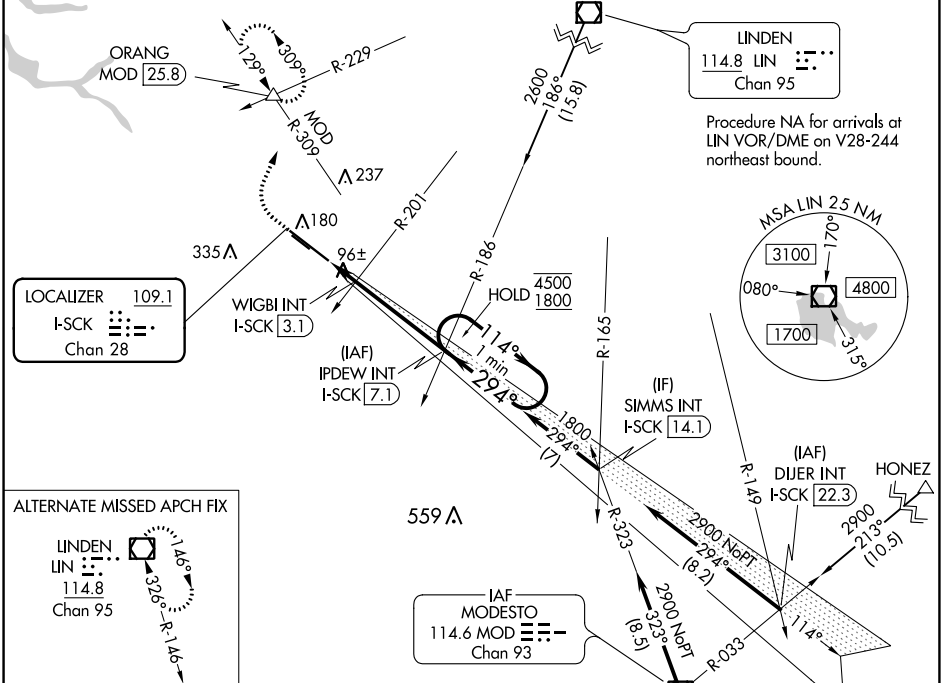 ORANG
MOD 25.8
129°
309°
R-229
MOD
R-309
237
LINDEN
114.8 LIN
Chan 95
2600
186°
(15.8)
Procedure NA for arrivals at
LIN VOR/DME on V28-244
northeast bound.
180
335
96±
R-201
R-186
LOCALIZER 109.1
I-SCK
Chan 28
WIGBI INT
I-SCK 3.1
(IAF)
IPDEW INT
I-SCK 7.1
HOLD 4500
1800
114°
1 min
294°
R-165
MSA LIN 25 NM
3100
170°
080°
4800
1700
315°
(IF)
SIMMS INT
I-SCK 14.1
1800
294°
(7)
R-149
(IAF)
DIJER INT
I-SCK 22.3
HONEZ
2900
213°
(10.5)
ALTERNATE MISSED APCH FIX
LINDEN
LIN
114.8
Chan 95
146°
326°
R-146
559
R-323
2900 NoPT
294°
(8.2)
IAF
MODESTO
114.6 MOD
Chan 93
2900 NoPT
323°
(8.5)
R-033
114°